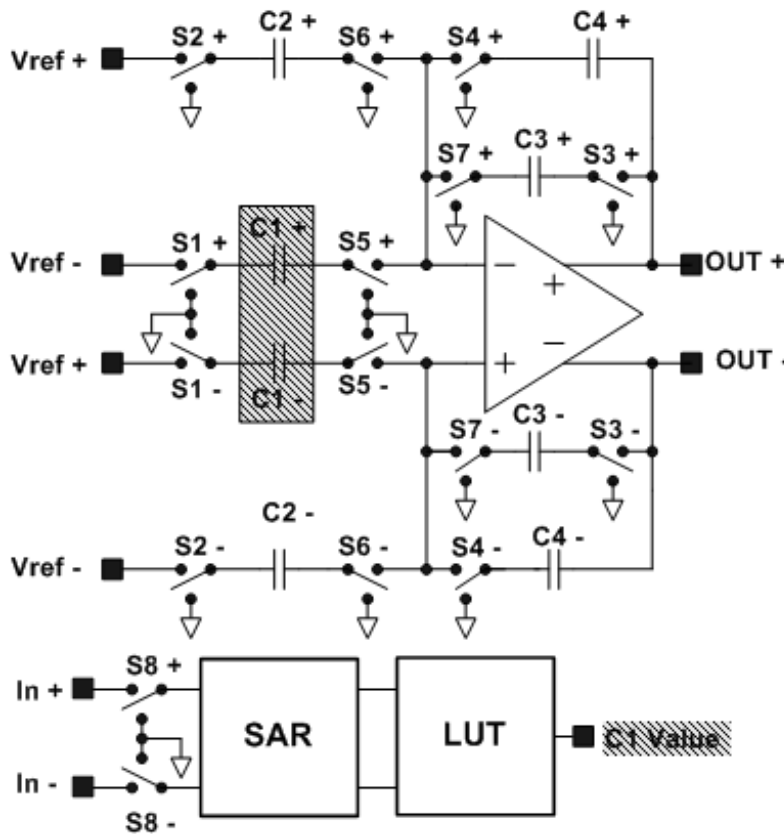 S2 + C2 + S6 + S4 + C4 +
Vref +
S7 + C3 + S3 +
S1 + C1 + S5 +
Vref - − + OUT +
Vref + + − OUT -
S1 - C1 - S5 -
S7 - C3 - S3 -
C2 -
S2 - S6 - S4 - C4 -
Vref -
S8 +
In +
SAR LUT C1 Value
In -
S8 -